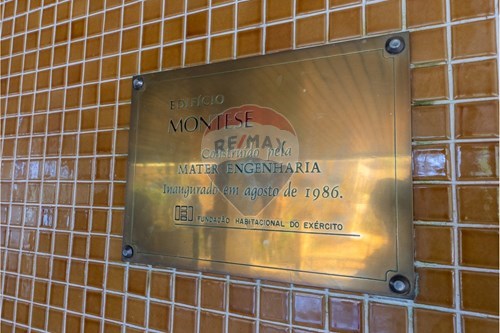 EDIFÍCIO
MONTESE
RE/MAX
Construído pela
MATER ENGENHARIA
Inaugurado em agosto de 1986.
FUNDAÇÃO HABITACIONAL DO EXÉRCITO